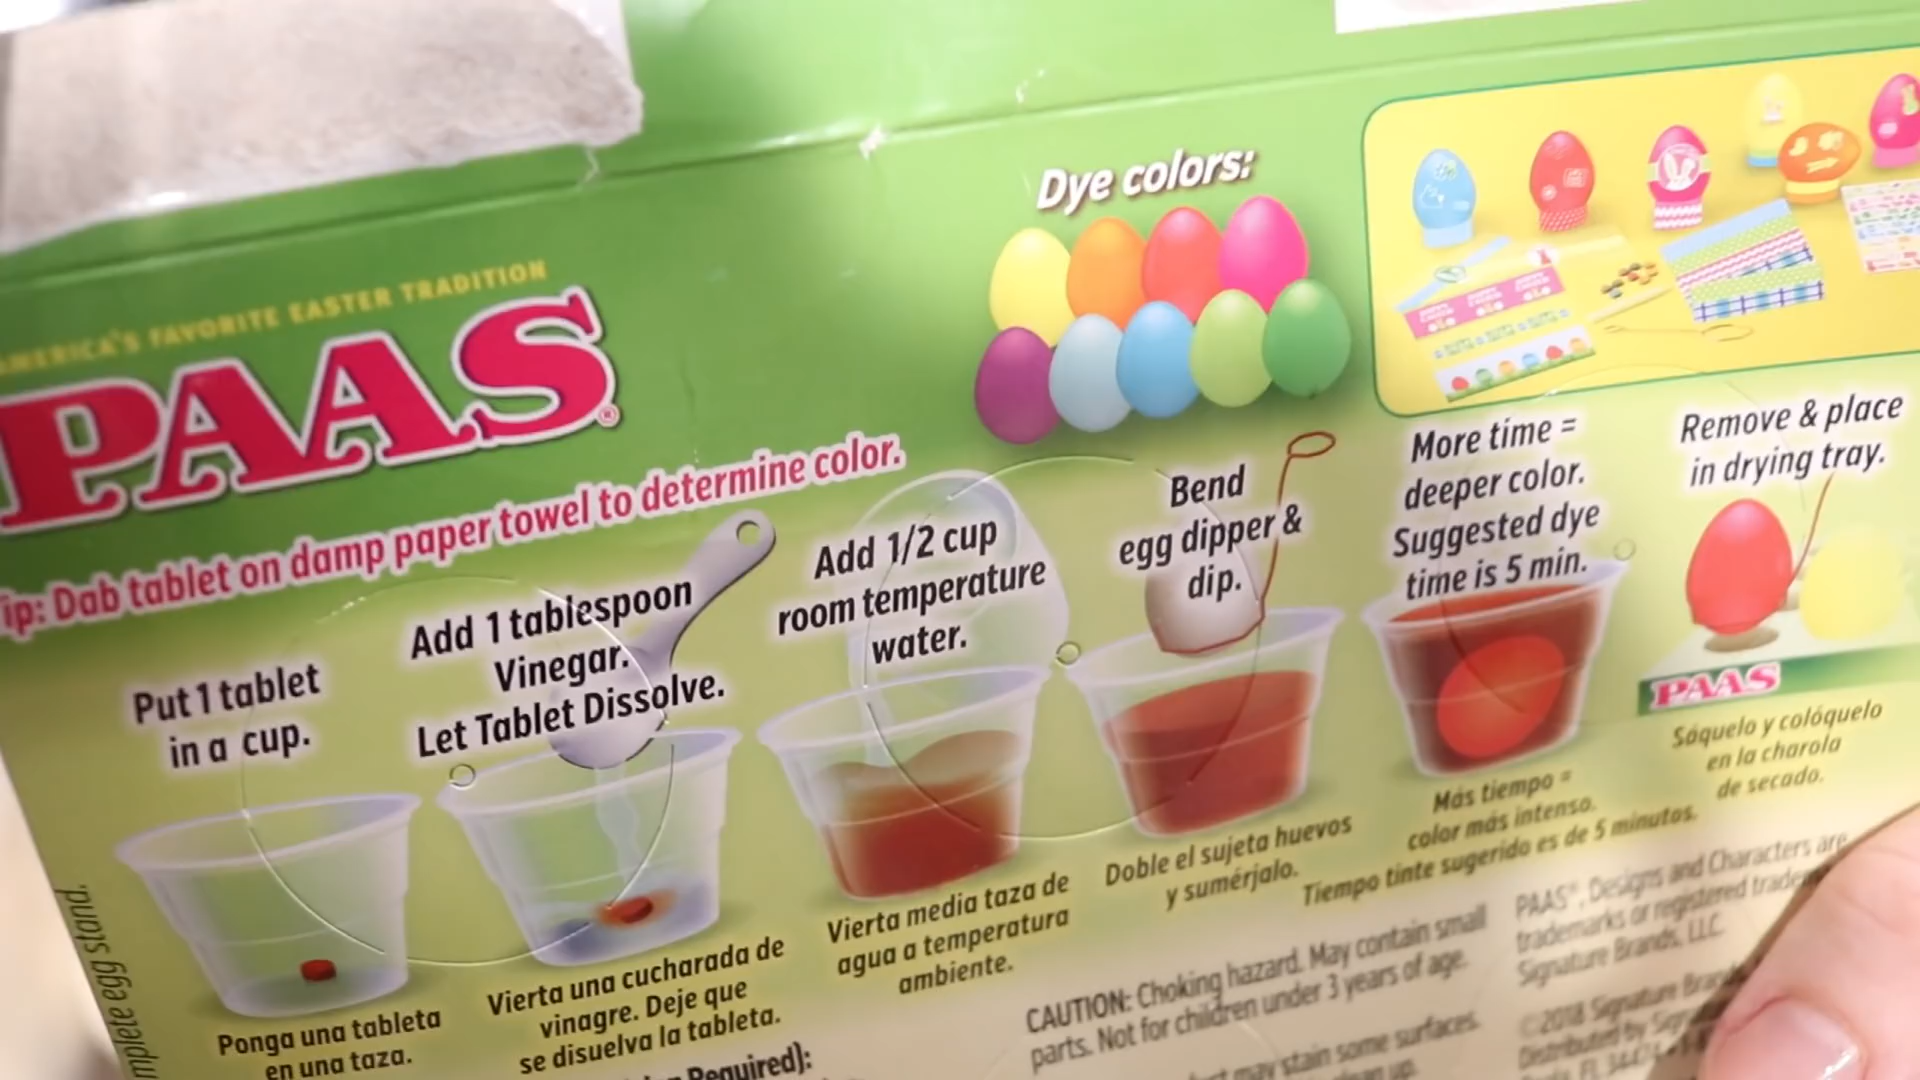 AMERICA'S FAVORITE EASTER TRADITION
PAAS®
Tip: Dab tablet on damp paper towel to determine color.
Dye colors:
Put 1 tablet
in a cup.
Add 1 tablespoon
Vinegar.
Let Tablet Dissolve.
Add 1/2 cup
room temperature
water.
Bend
egg dipper &
dip.
More time =
deeper color.
Suggested dye
time is 5 min.
Remove & place
in drying tray.
PAAS
Ponga una tableta
en una taza.
Vierta una cucharada de
vinagre. Deje que
se disuelva la tableta.
Vierta media taza de
agua a temperatura
ambiente.
Doble el sujeta huevos
y sumérjalo.
Más tiempo =
color más intenso.
Tiempo tinte sugerido es de 5 minutos.
Sáquelo y colóquelo
en la charola
de secado.
egg stand.
Required):
CAUTION: Choking hazard. May contain small
parts. Not for children under 3 years of age.
may stain some surfaces.
PAAS®, Designs and Characters are
trademarks or registered
Signature Brands, LLC.
©2018 Signature
Distributed by
FL 34474